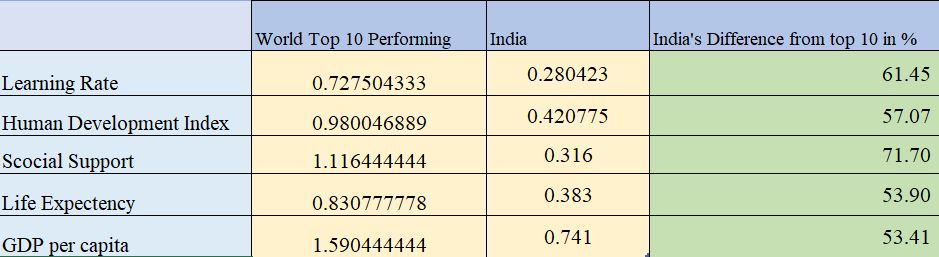 World Top 10 Performing India India's Difference from top 10 in %
Learning Rate 0.727504333 0.280423 61.45
Human Development Index 0.980046889 0.420775 57.07
Scocial Support 1.116444444 0.316 71.70
Life Expectency 0.830777778 0.383 53.90
GDP per capita 1.590444444 0.741 53.41